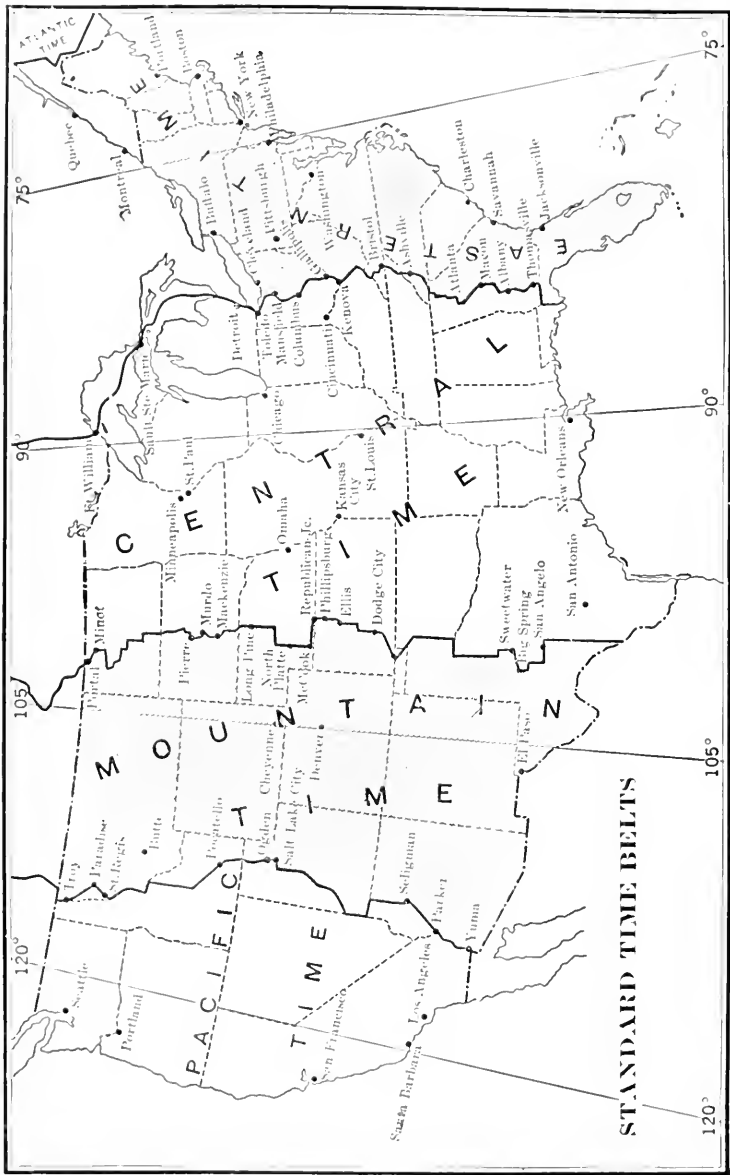 ATLANTIC
TIME
75°
90°
105
120°
Quebec
Montreal
Portland
Boston
New York
Philadelphia
Buffalo
Cleveland
Pittsburgh
Washington
Ft. William
Sault Ste Marie
Detroit
Toledo
Mansfield
Columbus
Cincinnati
Kenova
Bristol
Asheville
Atlanta
Charleston
Savannah
Macon
Albany
Thomasville
Jacksonville
EASTERN
TIME
Minneapolis
St. Paul
Chicago
Omaha
Kansas
City
St. Louis
Republican-Jc.
Phillipsburg
Ellis
Dodge City
Sweetwater
Big Spring
San Angelo
San Antonio
New Orleans
CENTRAL
TIME
Portal
Minot
Pierre
Murdo
Mackenzie
Long Pine
North
Platte
McCook
Cheyenne
Denver
El Paso
MOUNTAIN
TIME
Troy
Paradise
St. Regis
Butte
Pocatello
Ogden
Salt Lake City
Seligman
Parker
Yuma
Seattle
Portland
San Francisco
Los Angeles
Santa Barbara
PACIFIC
TIME
75°
90°
105°
120°
STANDARD TIME BELTS